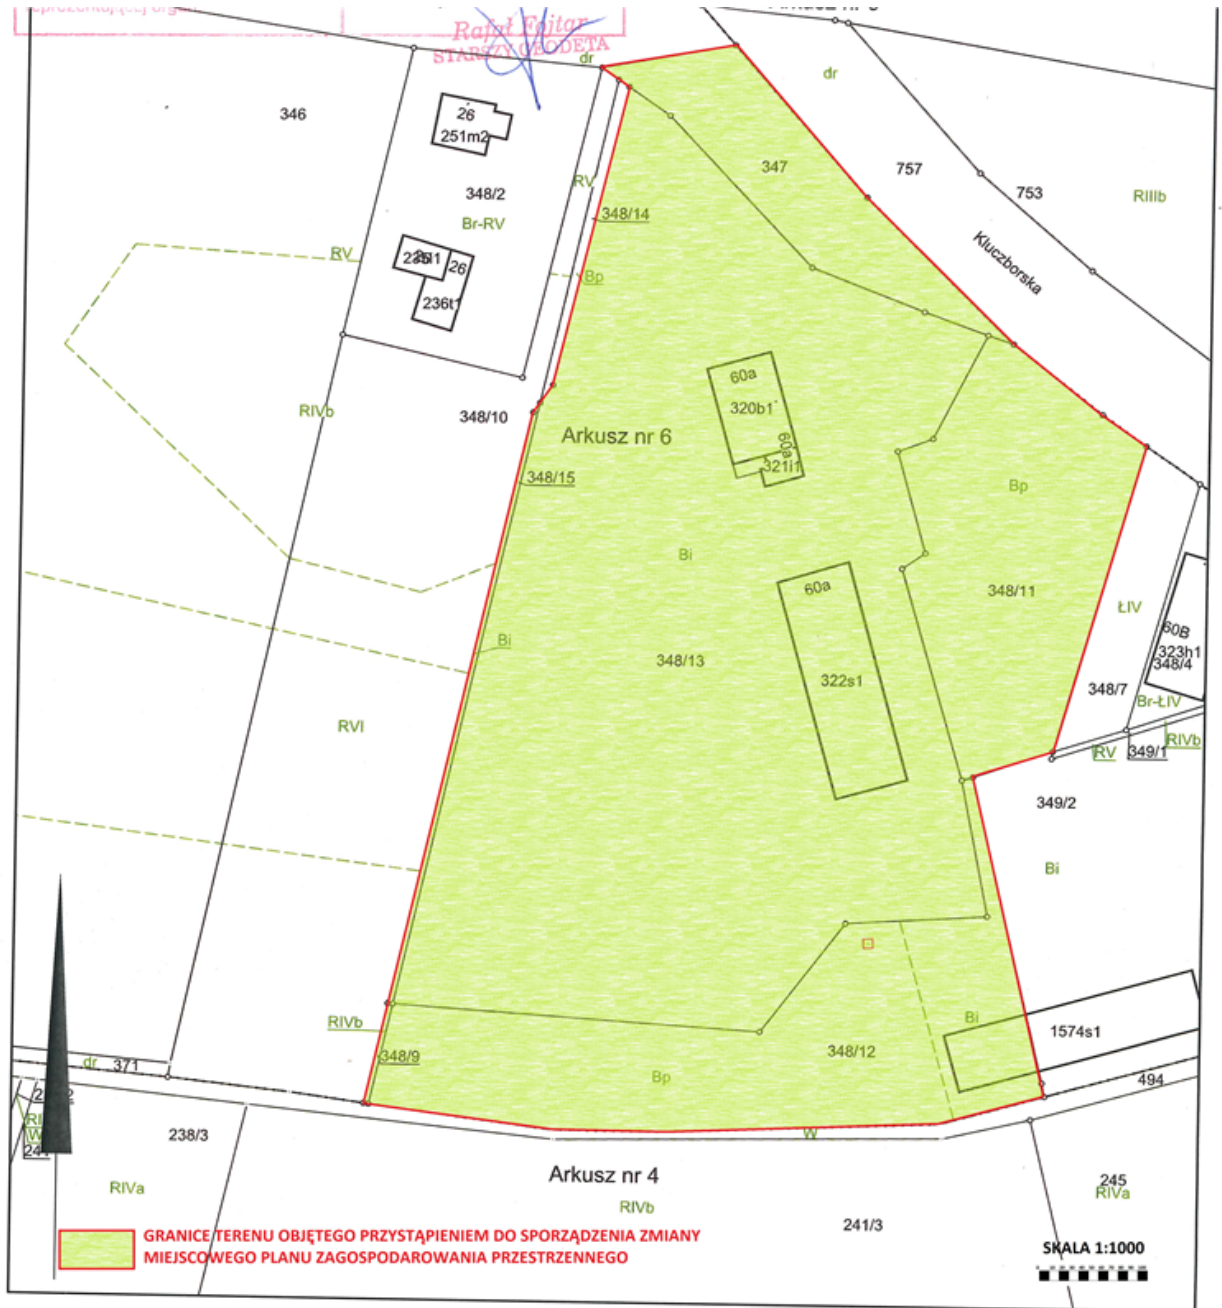 Rafał Fojtar
STARSZY GEODETA
dr
dr
346
26
251m2
348/2
Br-RV
RV
348/14
347
757
753
RIIIb
Kluczborska
RV
26
236t1
Bp
RIVb
348/10
Arkusz nr 6
348/15
60a
320b1
60a
321i1
Bp
Bi
60a
348/11
ŁIV
60B
323h1
348/4
Bi
348/13
322s1
348/7
Br-ŁIV
RVI
RV
349/1
RIVb
349/2
Bi
RIVb
348/9
Bi
1574s1
348/12
Bp
dr
371
494
W
238/3
RIVa
Arkusz nr 4
RIVb
241/3
245
RIVa
GRANICE TERENU OBJĘTEGO PRZYSTĄPIENIEM DO SPORZĄDZENIA ZMIANY
MIEJSCOWEGO PLANU ZAGOSPODAROWANIA PRZESTRZENNEGO
SKALA 1:1000